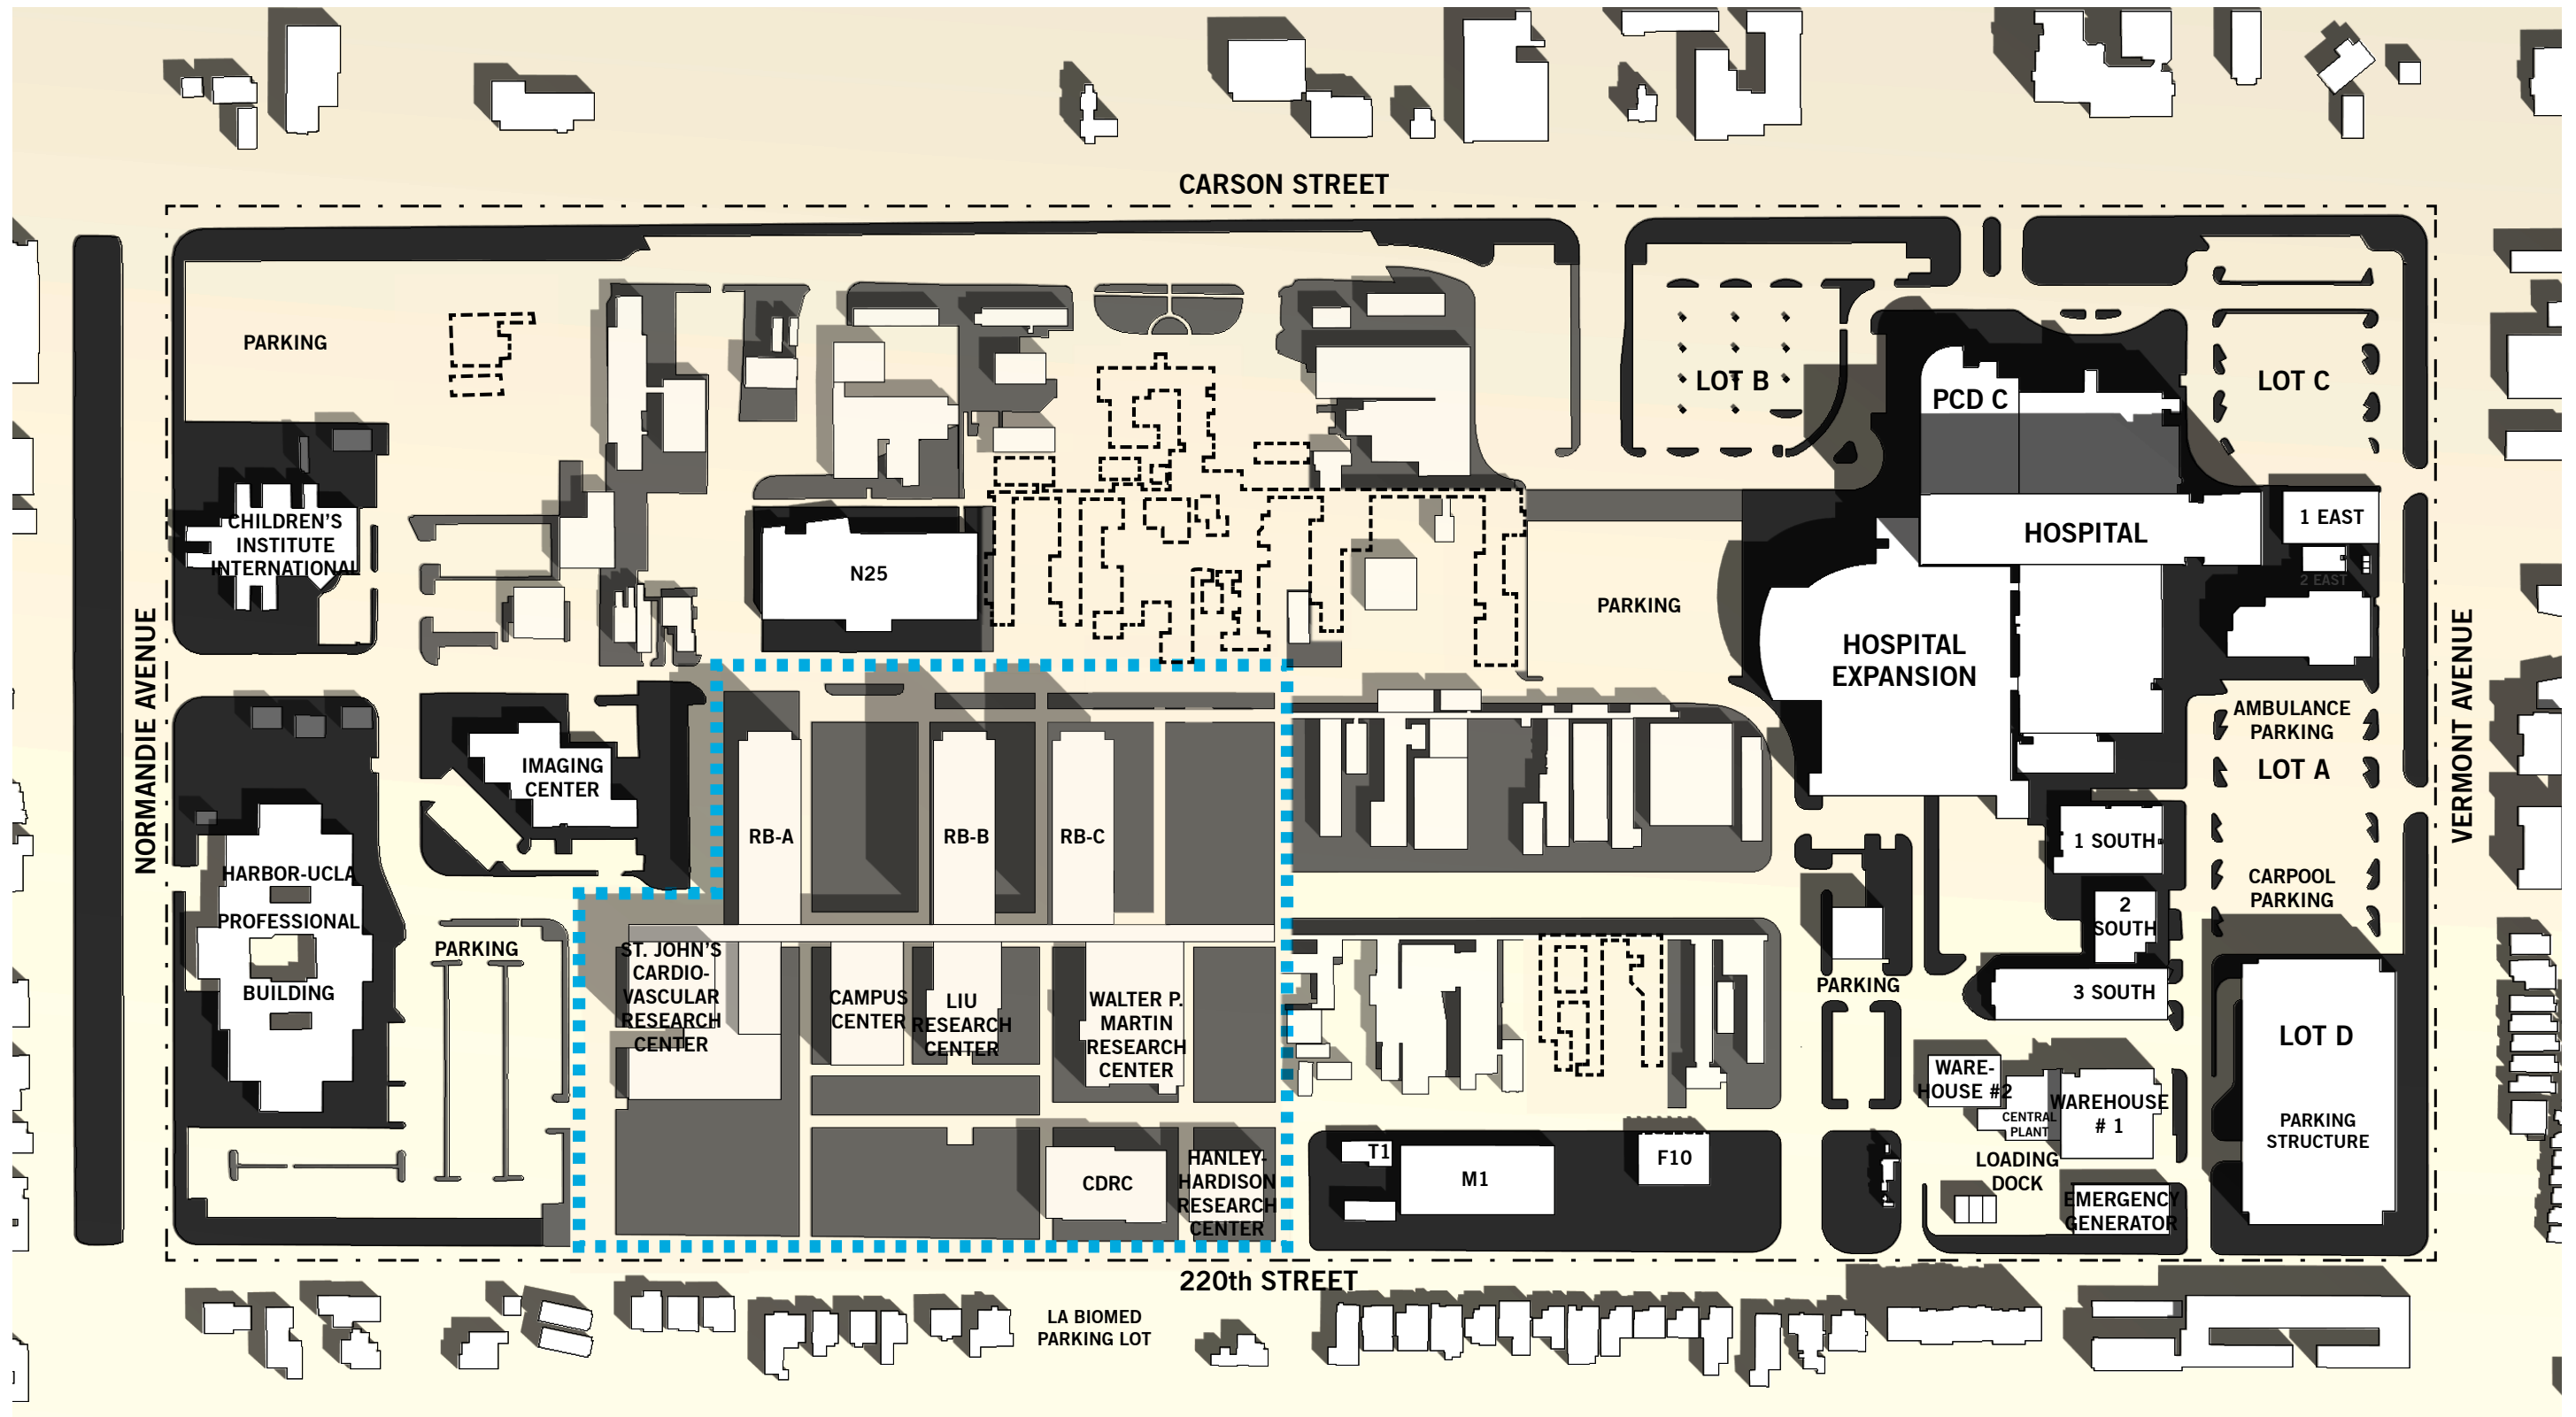 CARSON STREET
PARKING
LOT B
PCD C
LOT C
CHILDREN'S
INSTITUTE
INTERNATIONAL
N25
PARKING
HOSPITAL
1 EAST
2 EAST
HOSPITAL
EXPANSION
NORMANDIE AVENUE
VERMONT AVENUE
AMBULANCE
PARKING
LOT A
IMAGING
CENTER
RB-A
RB-B
RB-C
1 SOUTH
HARBOR-UCLA
PROFESSIONAL
BUILDING
PARKING
CARPOOL
PARKING
2
SOUTH
ST. JOHN'S
CARDIO-
VASCULAR
RESEARCH
CENTER
CAMPUS
CENTER
LIU
RESEARCH
CENTER
WALTER P.
MARTIN
RESEARCH
CENTER
PARKING
3 SOUTH
LOT D
PARKING
STRUCTURE
WARE-
HOUSE #2
CENTRAL
PLANT
WAREHOUSE
# 1
T1
M1
F10
LOADING
DOCK
CDRC
HANLEY-
HARDISON
RESEARCH
CENTER
EMERGENCY
GENERATOR
220th STREET
LA BIOMED
PARKING LOT